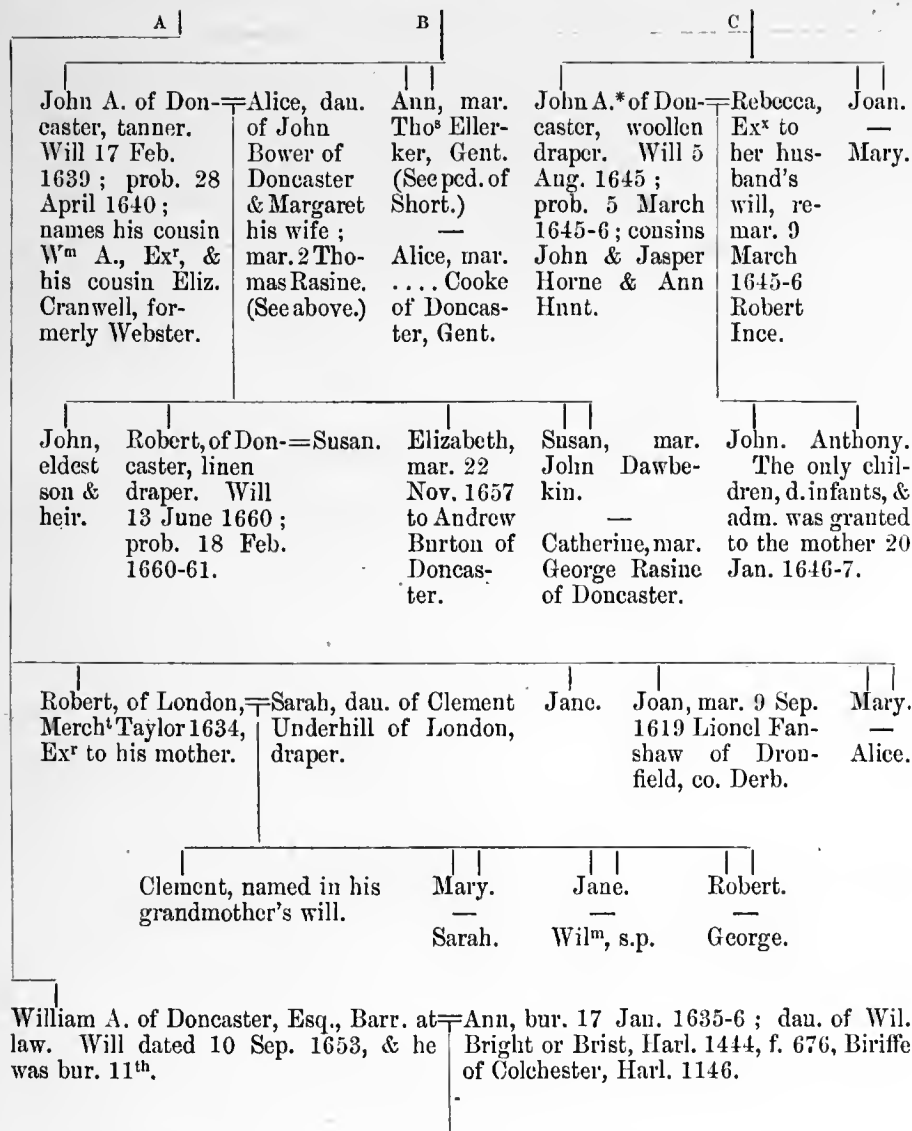 A B C
John A. of Don-
caster, tanner.
Will 17 Feb.
1639 ; prob. 28
April 1640 ;
names his cousin
Wᵐ A., Exʳ, &
his cousin Eliz.
Cranwell, for-
merly Webster.
Alice, dau.
of John
Bower of
Doncaster
& Margaret
his wife ;
mar. 2 Tho-
mas Rasine.
(See above.)
Ann, mar.
Thoˢ Eller-
ker, Gent.
(See ped. of
Short.)
—
Alice, mar.
. . . . Cooke
of Doncas-
ter, Gent.
John A.* of Don-
caster, woollen
draper. Will 5
Aug. 1645 ;
prob. 5 March
1645-6 ; cousins
John & Jasper
Horne & Ann
Hunt.
Rebecca,
Exˣ to
her hus-
band's
will, re-
mar. 9
March
1645-6
Robert
Ince.
Joan.
—
Mary.
John,
eldest
son &
heir.
Robert, of Don-=Susan.
caster, linen
draper. Will
13 June 1660 ;
prob. 18 Feb.
1660-61.
Elizabeth,
mar. 22
Nov. 1657
to Andrew
Burton of
Doncas-
ter.
Susan, mar.
John Dawbe-
kin.
—
Catherine, mar.
George Rasine
of Doncaster.
John. Anthony.
The only chil-
dren, d. infants, &
adm. was granted
to the mother 20
Jan. 1646-7.
Robert, of London,
Merchᵗ Taylor 1634,
Exʳ to his mother.
Sarah, dau. of Clement
Underhill of London,
draper.
Jane.
Joan, mar. 9 Sep.
1619 Lionel Fan-
shaw of Dron-
field, co. Derb.
Mary.
—
Alice.
Clement, named in his
grandmother's will.
Mary.
—
Sarah.
Jane.
—
Wilᵐ, s.p.
Robert.
—
George.
William A. of Doncaster, Esq., Barr. at
law. Will dated 10 Sep. 1653, & he
was bur. 11ᵗʰ.
Ann, bur. 17 Jan. 1635-6 ; dau. of Wil.
Bright or Brist, Harl. 1444, f. 676, Biriffe
of Colchester, Harl. 1146.